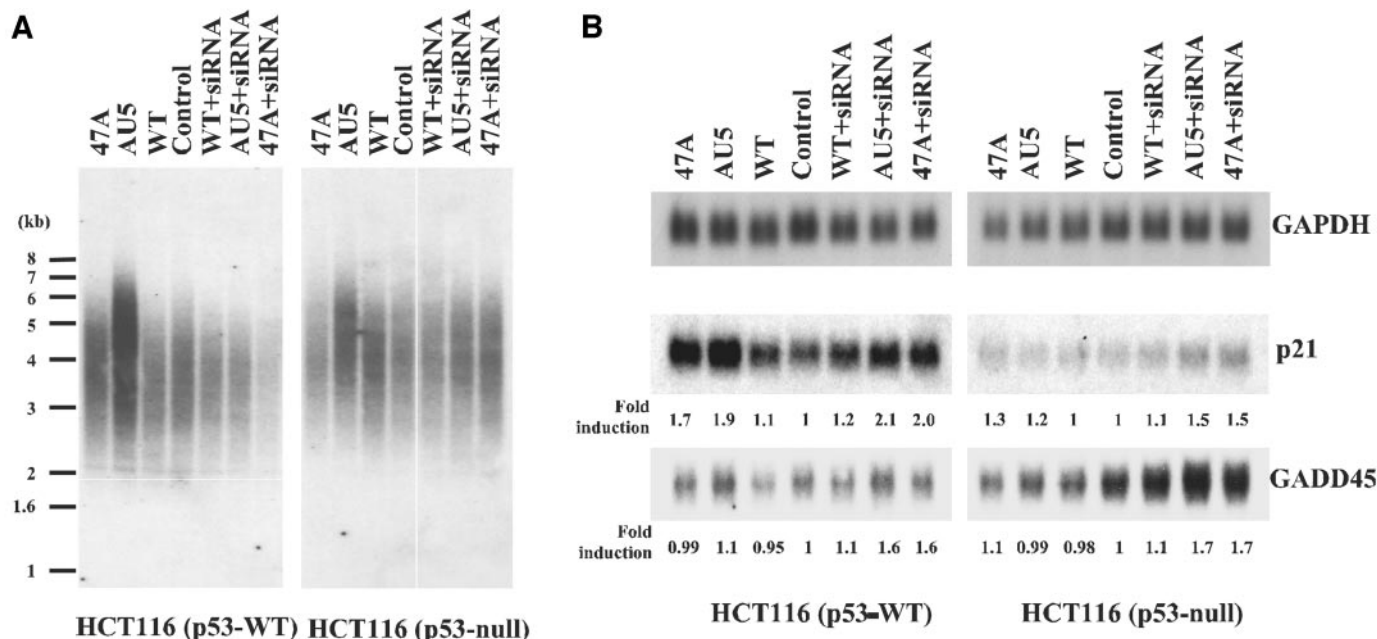 A
47A
AU5
WT
Control
WT+siRNA
AU5+siRNA
47A+siRNA
47A
AU5
WT
Control
WT+siRNA
AU5+siRNA
47A+siRNA
(kb)
8
7
6
5
4
3
2
1.6
1
HCT116 (p53-WT) HCT116 (p53-null)
B
47A
AU5
WT
Control
WT+siRNA
AU5+siRNA
47A+siRNA
47A
AU5
WT
Control
WT+siRNA
AU5+siRNA
47A+siRNA
GAPDH
p21
Fold
induction
1.7 1.9 1.1 1 1.2 2.1 2.0 1.3 1.2 1 1 1.1 1.5 1.5
GADD45
Fold
induction
0.99 1.1 0.95 1 1.1 1.6 1.6 1.1 0.99 0.98 1 1.1 1.7 1.7
HCT116 (p53-WT) HCT116 (p53-null)